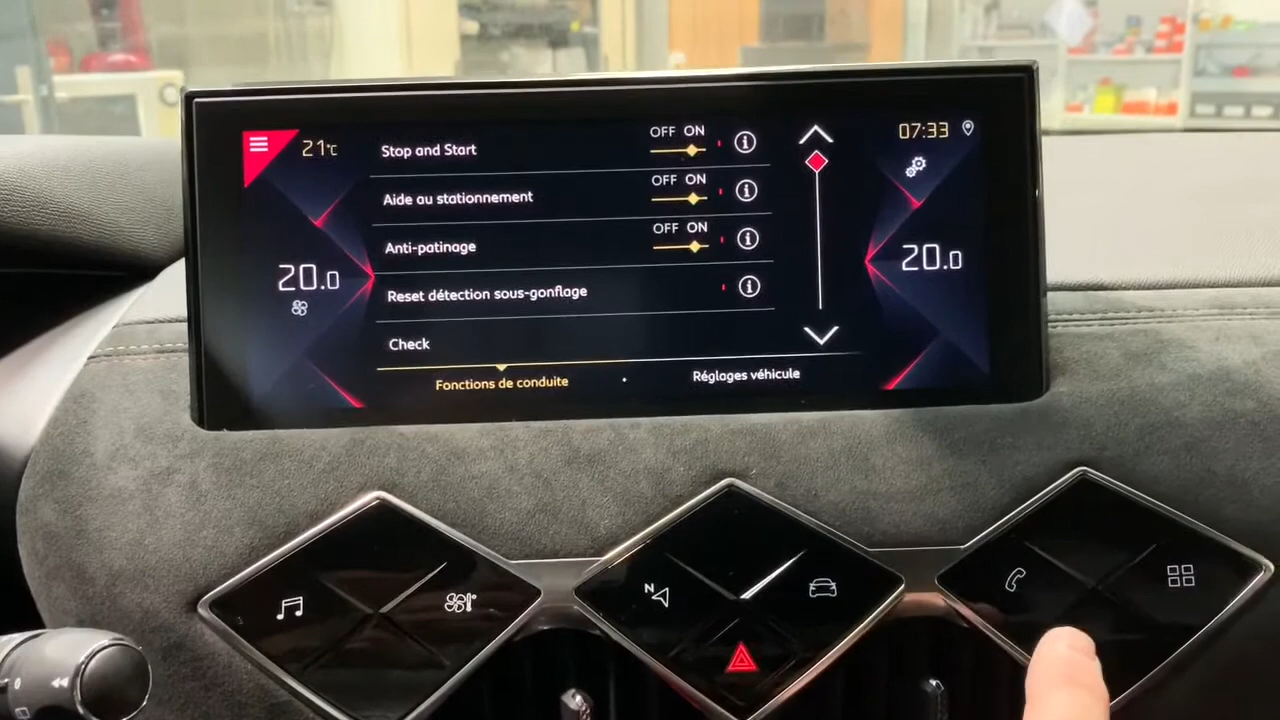 21°C
07:33
Stop and Start
OFF ON
Aide au stationnement
OFF ON
Anti-patinage
OFF ON
20.0
20.0
Reset détection sous-gonflage
Check
Fonctions de conduite
Réglages véhicule
N
0